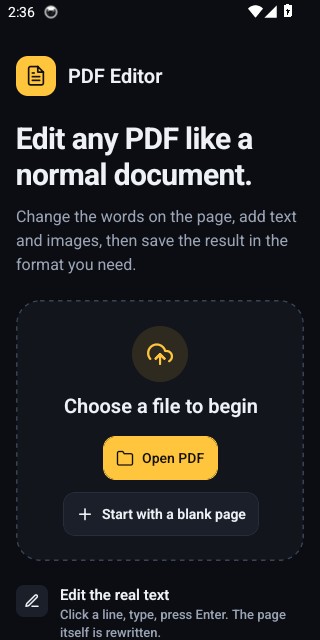 2:36
PDF Editor
Edit any PDF like a
normal document.
Change the words on the page, add text
and images, then save the result in the
format you need.
Choose a file to begin
Open PDF
Start with a blank page
Edit the real text
Click a line, type, press Enter. The page
itself is rewritten.